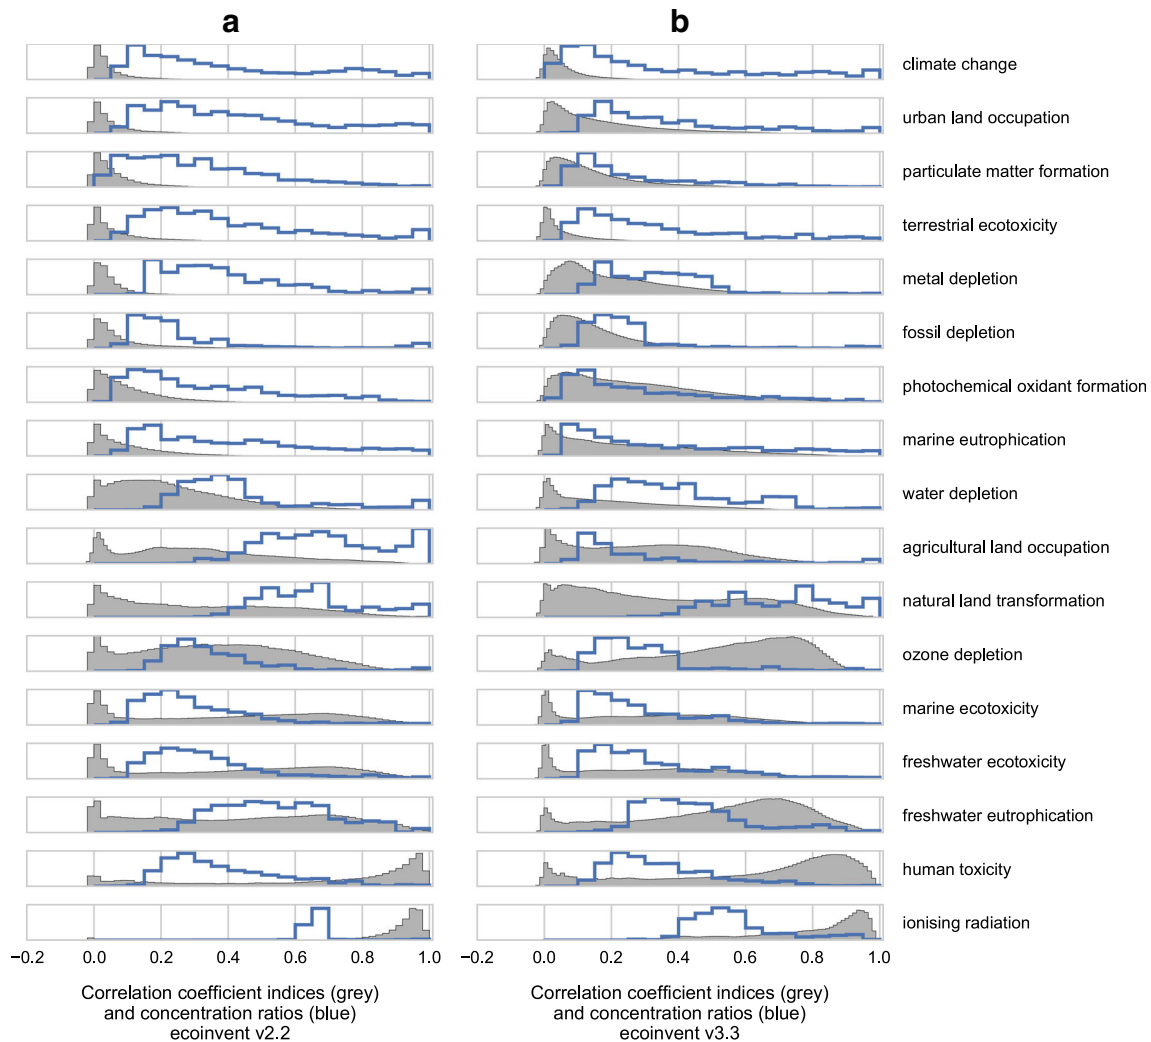 a
b
climate change
urban land occupation
particulate matter formation
terrestrial ecotoxicity
metal depletion
fossil depletion
photochemical oxidant formation
marine eutrophication
water depletion
agricultural land occupation
natural land transformation
ozone depletion
marine ecotoxicity
freshwater ecotoxicity
freshwater eutrophication
human toxicity
ionising radiation
−0.2 0.0 0.2 0.4 0.6 0.8 1.0
−0.2 0.0 0.2 0.4 0.6 0.8 1.0
Correlation coefficient indices (grey)
and concentration ratios (blue)
ecoinvent v2.2
Correlation coefficient indices (grey)
and concentration ratios (blue)
ecoinvent v3.3